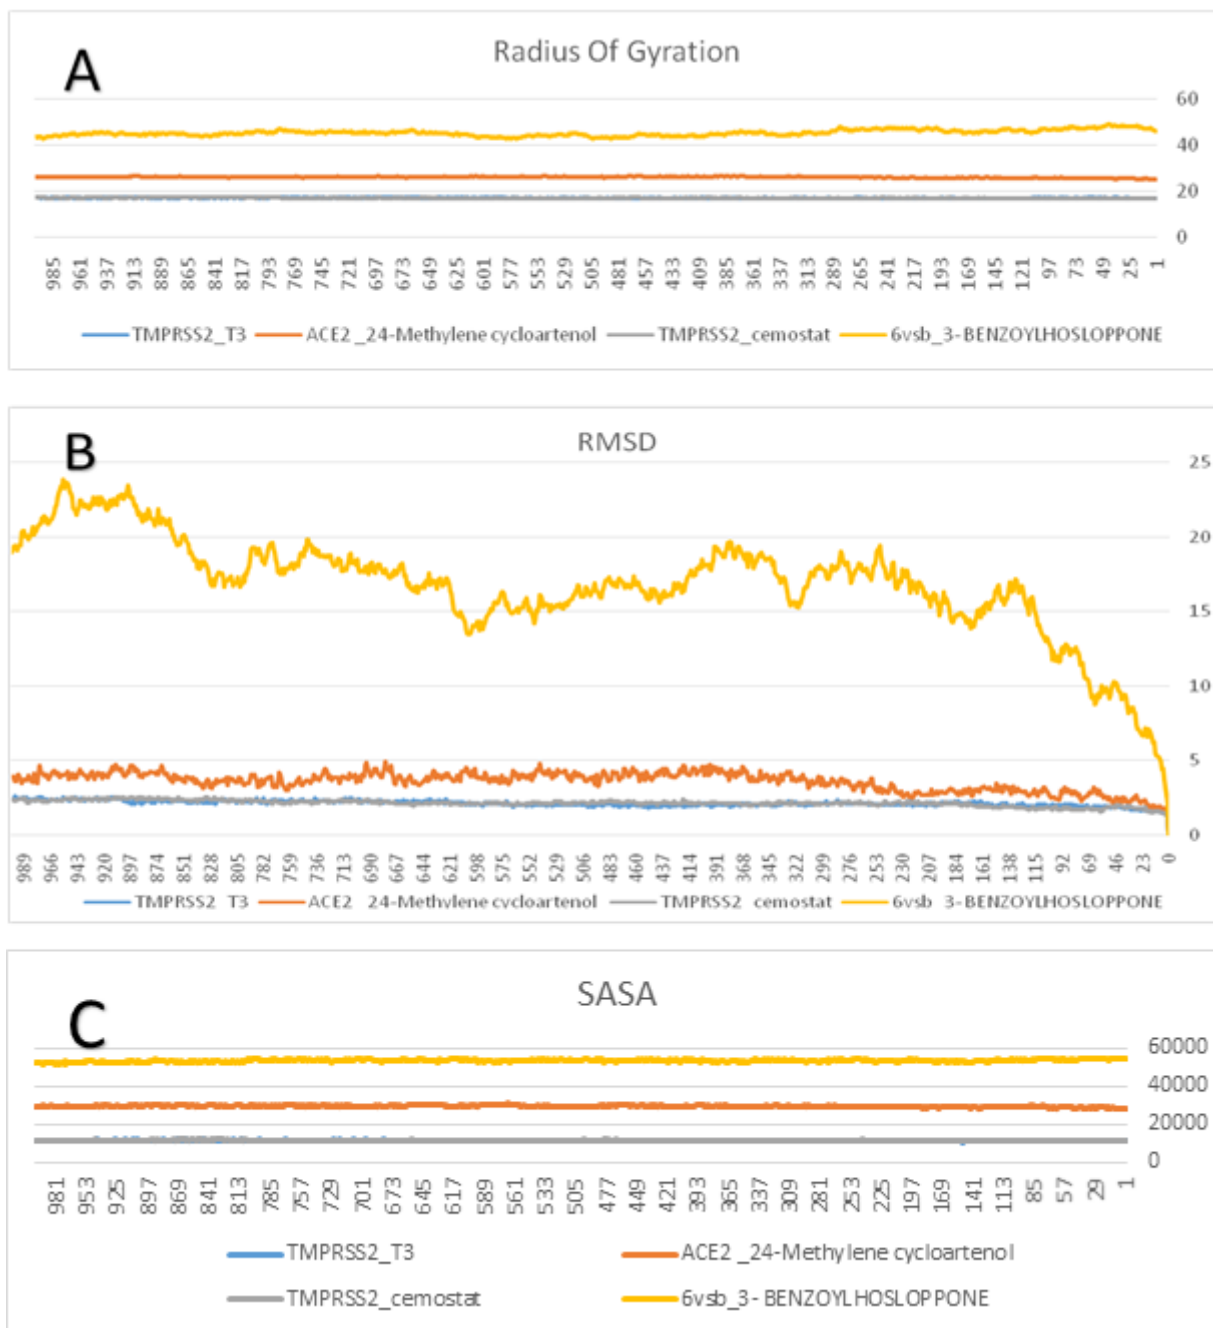 A
Radius Of Gyration
60
40
20
0
985 961 937 913 889 865 841 817 793 769 745 721 697 673 649 625 601 577 553 529 505 481 457 433 409 385 361 337 313 289 265 241 217 193 169 145 121 97 73 49 25 1
TMPRSS2_T3 ACE2_24-Methylene cycloartenol TMPRSS2_cemostat 6vsb_3-BENZOYLHOSLOPPONE
B
RMSD
25
20
15
10
5
0
989 966 943 920 897 874 851 828 805 782 759 736 713 690 667 644 621 598 575 552 529 506 483 460 437 414 391 368 345 322 299 276 253 230 207 184 161 138 115 92 69 46 23 0
TMPRSS2 T3 ACE2 24-Methylene cycloartenol TMPRSS2 cemostat 6vsb 3-BENZOYLHOSLOPPONE
C
SASA
60000
40000
20000
0
981 953 925 897 869 841 813 785 757 729 701 673 645 617 589 561 533 505 477 449 421 393 365 337 309 281 253 225 197 169 141 113 85 57 29 1
TMPRSS2_T3 ACE2_24-Methylene cycloartenol
TMPRSS2_cemostat 6vsb_3- BENZOYLHOSLOPPONE